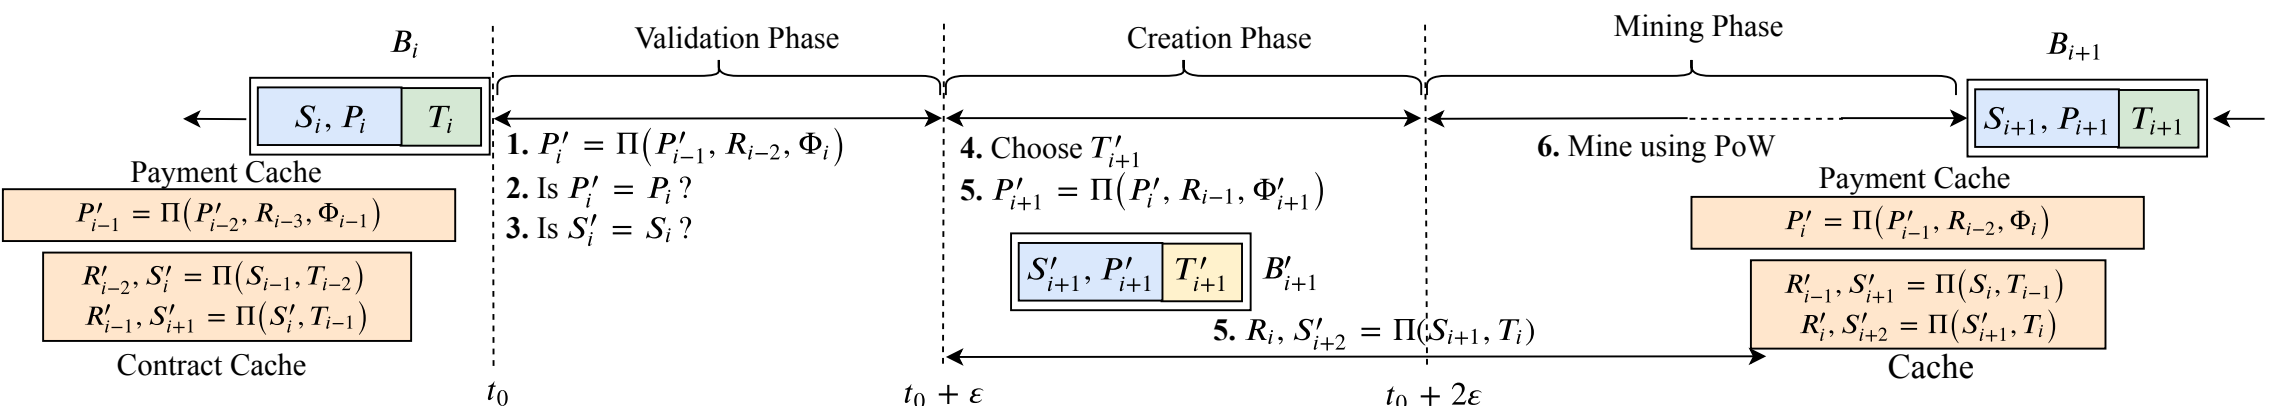 B_i
Validation Phase
Creation Phase
Mining Phase
B_{i+1}
S_i, P_i
T_i
S_{i+1}, P_{i+1}
T_{i+1}
Payment Cache
P′_{i−1} = Π(P′_{i−2}, R_{i−3}, Φ_{i−1})
R′_{i−2}, S′_i = Π(S_{i−1}, T_{i−2})
R′_{i−1}, S′_{i+1} = Π(S′_i, T_{i−1})
Contract Cache
1. P′_i = Π(P′_{i−1}, R_{i−2}, Φ_i)
2. Is P′_i = P_i ?
3. Is S′_i = S_i ?
4. Choose T′_{i+1}
5. P′_{i+1} = Π(P′_i, R_{i−1}, Φ′_{i+1})
S′_{i+1}, P′_{i+1}
T′_{i+1}
B′_{i+1}
5. R_i, S′_{i+2} = Π(S_{i+1}, T_i)
6. Mine using PoW
Payment Cache
P′_i = Π(P′_{i−1}, R_{i−2}, Φ_i)
R′_{i−1}, S′_{i+1} = Π(S_i, T_{i−1})
R′_i, S′_{i+2} = Π(S′_{i+1}, T_i)
Cache
t_0
t_0 + ε
t_0 + 2ε